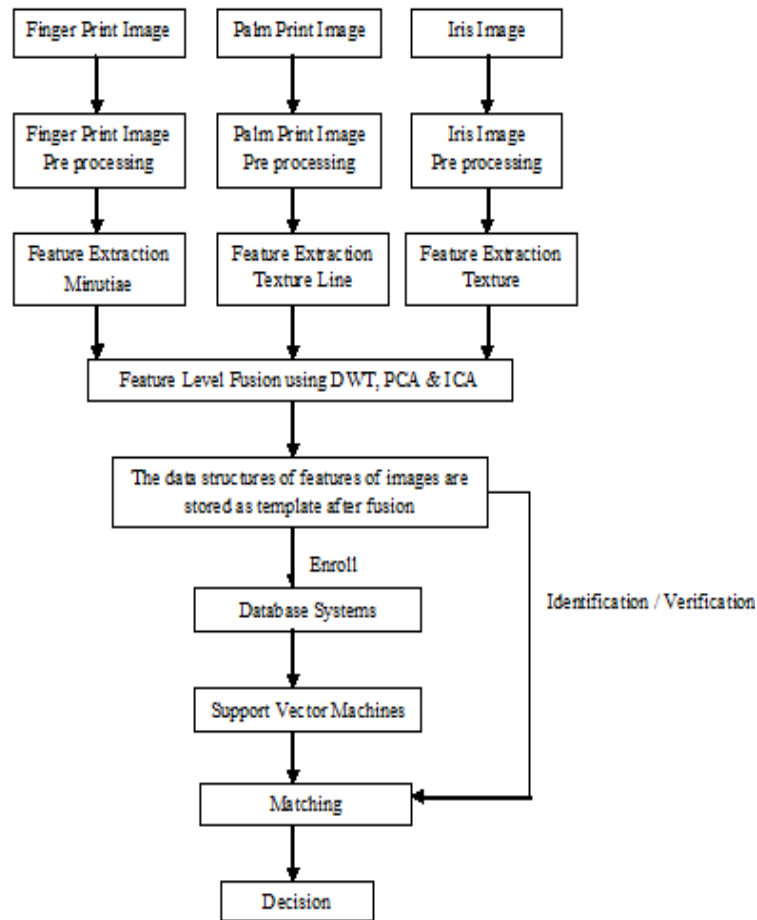 Finger Print Image
Palm Print Image
Iris Image
Finger Print Image
Pre processing
Palm Print Image
Pre processing
Iris Image
Pre processing
Feature Extraction
Minutiae
Feature Extraction
Texture Line
Feature Extraction
Texture
Feature Level Fusion using DWT, PCA & ICA
The data structures of features of images are
stored as template after fusion
Enroll
Database Systems
Identification / Verification
Support Vector Machines
Matching
Decision